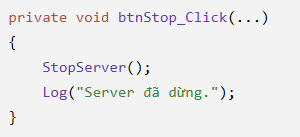 private void btnStop_Click(...)
{
    StopServer();
    Log("Server đã dừng.");
}